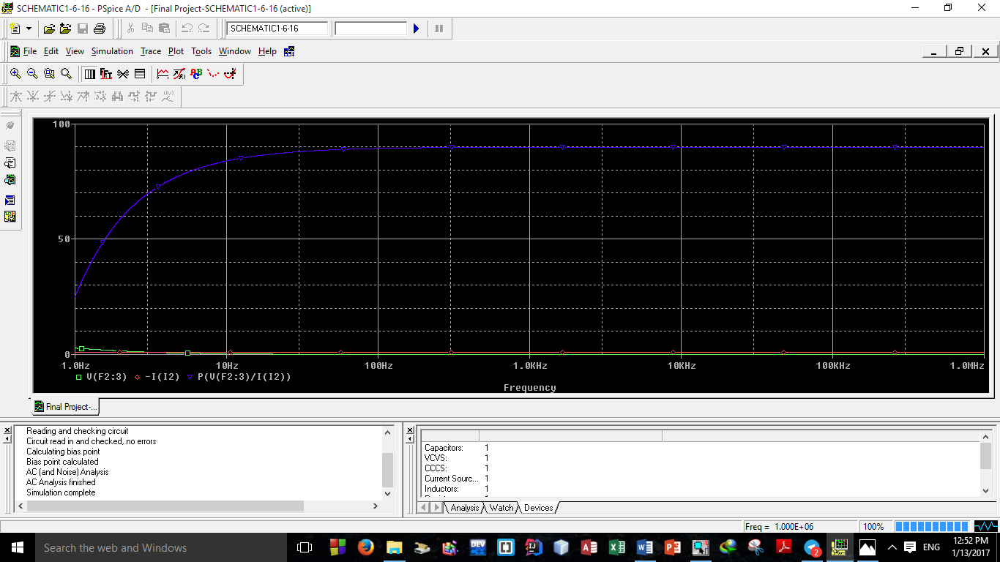 SCHEMATIC1-6-16 - PSpice A/D - [Final Project-SCHEMATIC1-6-16 (active)]
SCHEMATIC1-6-16
File Edit View Simulation Trace Plot Tools Window Help
100
50
0
1.0Hz 10Hz 100Hz 1.0KHz 10KHz 100KHz 1.0MHz
V(F2:3) -I(I2) P(V(F2:3)/I(I2))
Frequency
Final Project-...
Reading and checking circuit
Circuit read in and checked, no errors
Calculating bias point
Bias point calculated
AC (and Noise) Analysis
AC Analysis finished
Simulation complete
Capacitors: 1
VCVS: 1
CCCS: 1
Current Sourc... 1
Inductors: 1
Analysis Watch Devices
Freq = 1.000E+06 100%
Search the web and Windows
DEV
2
ENG
12:52 PM
1/13/2017